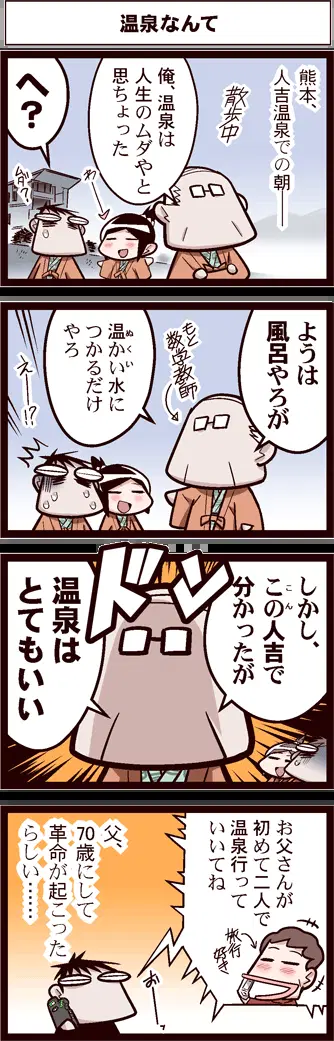 温泉なんて
熊本、
人吉温泉での朝──
散歩中
俺、温泉は
人生のムダやと
思ちょった
へ?
わー
ようは
風呂やろが
もと
数学教師
温かい水に
ぬくい
つかるだけ
やろ
えー!?
しかし、
この人吉で
こん
分かったが
ドン
温泉は
とてもいい
お父さんが
初めて二人で
温泉行って
いいてね
旅行
好き
父、
70歳にして
革命が起こった
らしい……